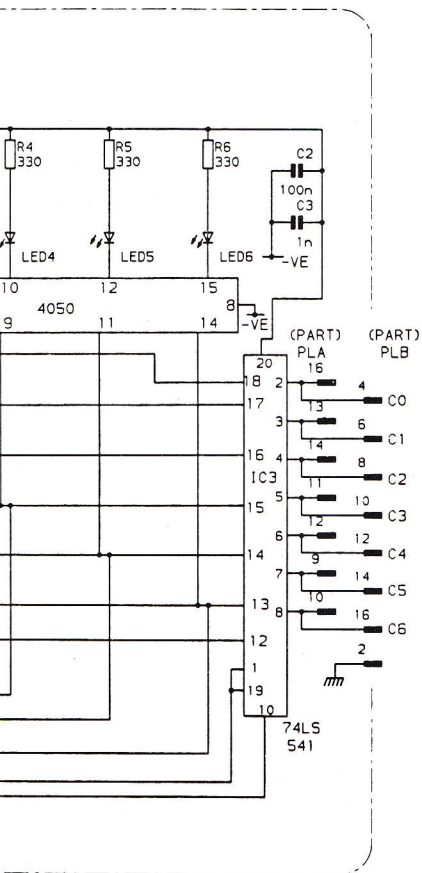 R4
330
R5
330
R6
330
C2
100n
C3
1n
-VE
LED4
LED5
LED6
10
12
15
4050
8
-VE
9
11
14
(PART)
PLA
(PART)
PLB
20
18
2
16
4
C0
17
3
13
6
C1
16
4
14
8
C2
IC3
15
5
11
10
C3
14
6
12
12
C4
13
7
9
14
C5
12
8
10
16
C6
1
2
19
10
74LS
541